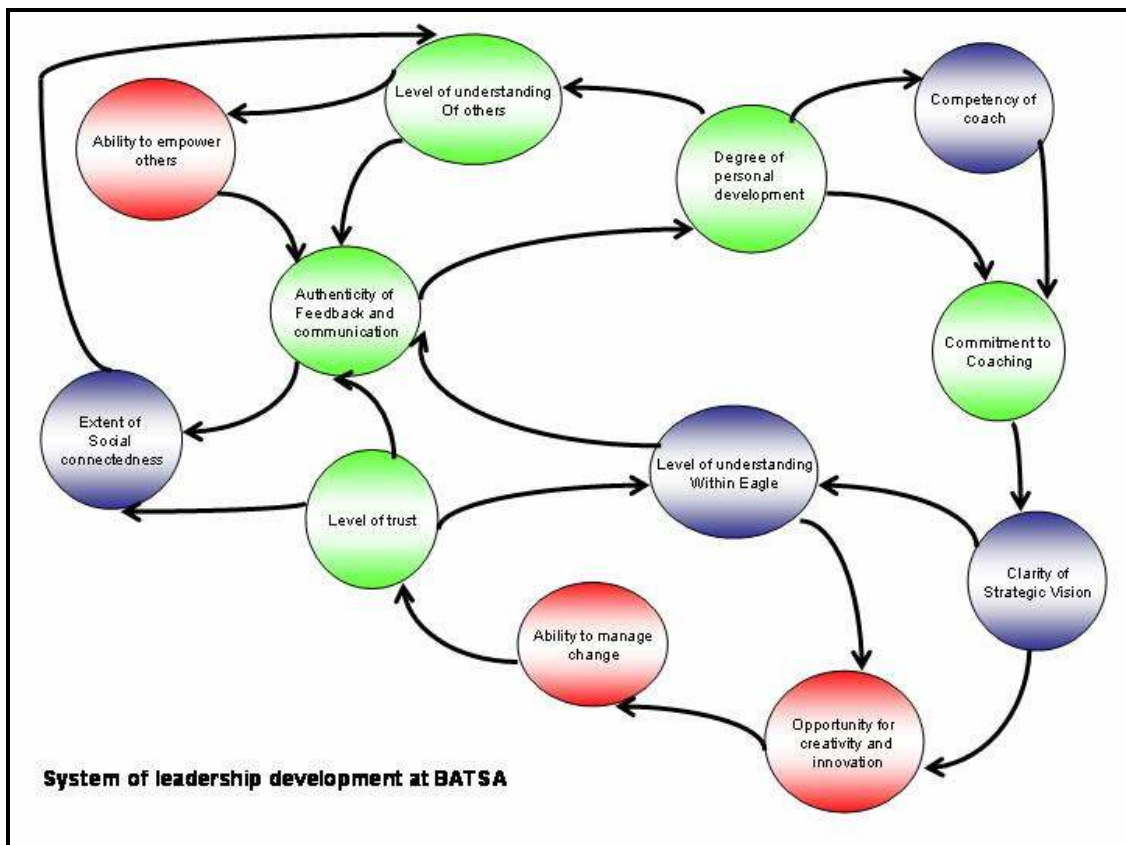 Level of understanding
Of others
Competency of
coach
Ability to empower
others
Degree of
personal
development
Authenticity of
Feedback and
communication
Commitment to
Coaching
Extent of
Social
connectedness
Level of understanding
Within Eagle
Level of trust
Clarity of
Strategic Vision
Ability to manage
change
Opportunity for
creativity and
innovation
System of leadership development at BATSA